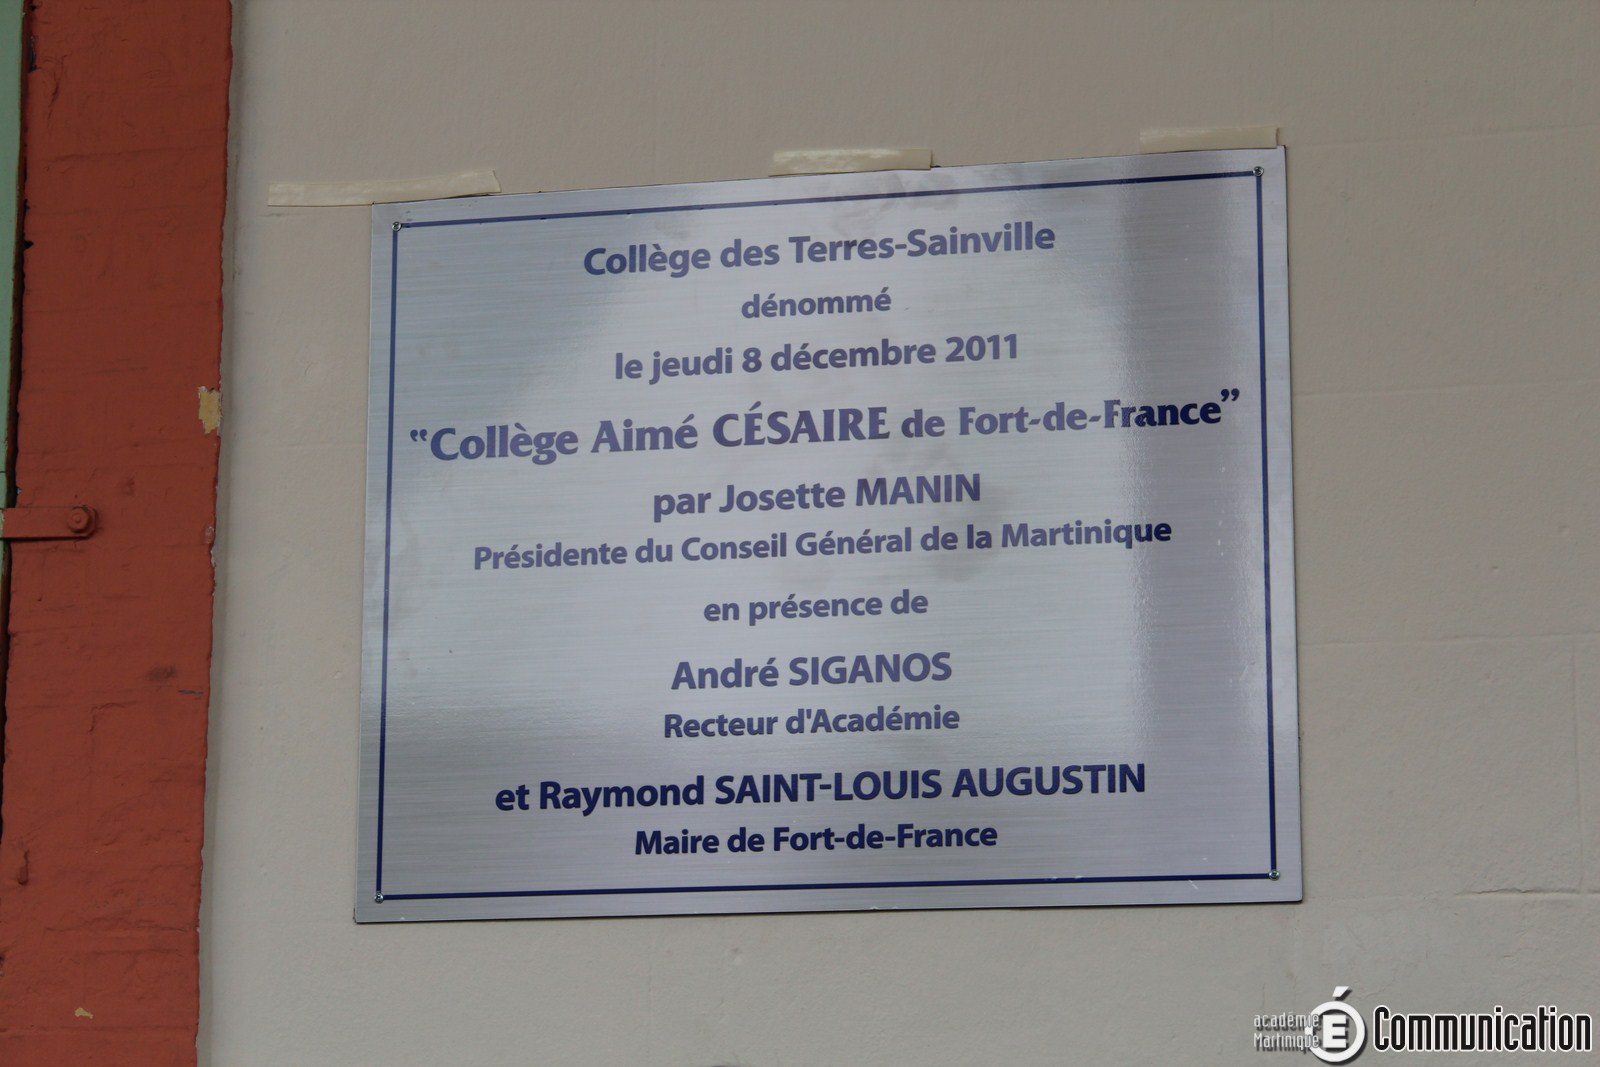 Collège des Terres-Sainville
dénommé
le jeudi 8 décembre 2011
“Collège Aimé CÉSAIRE de Fort-de-France”
par Josette MANIN
Présidente du Conseil Général de la Martinique
en présence de
André SIGANOS
Recteur d'Académie
et Raymond SAINT-LOUIS AUGUSTIN
Maire de Fort-de-France
académie
Martinique
É
Communication